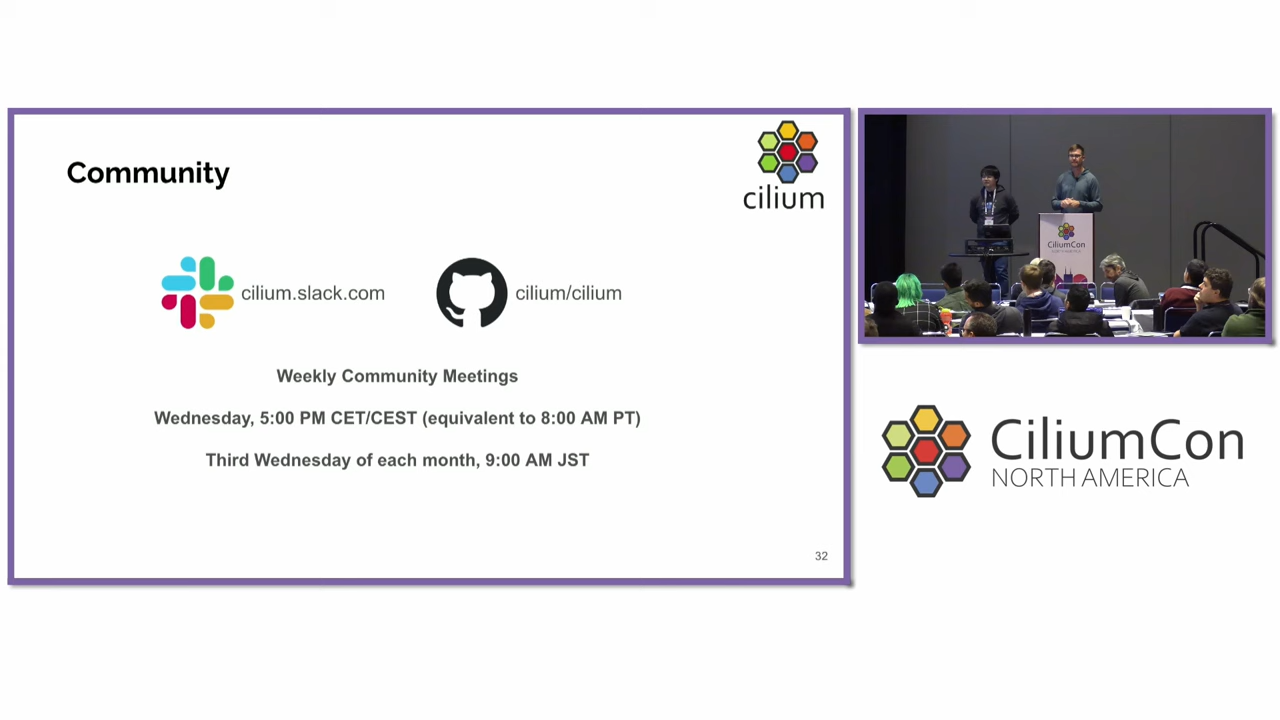 Community
cilium
cilium.slack.com
cilium/cilium
Weekly Community Meetings
Wednesday, 5:00 PM CET/CEST (equivalent to 8:00 AM PT)
Third Wednesday of each month, 9:00 AM JST
32
CiliumCon
CiliumCon
NORTH AMERICA